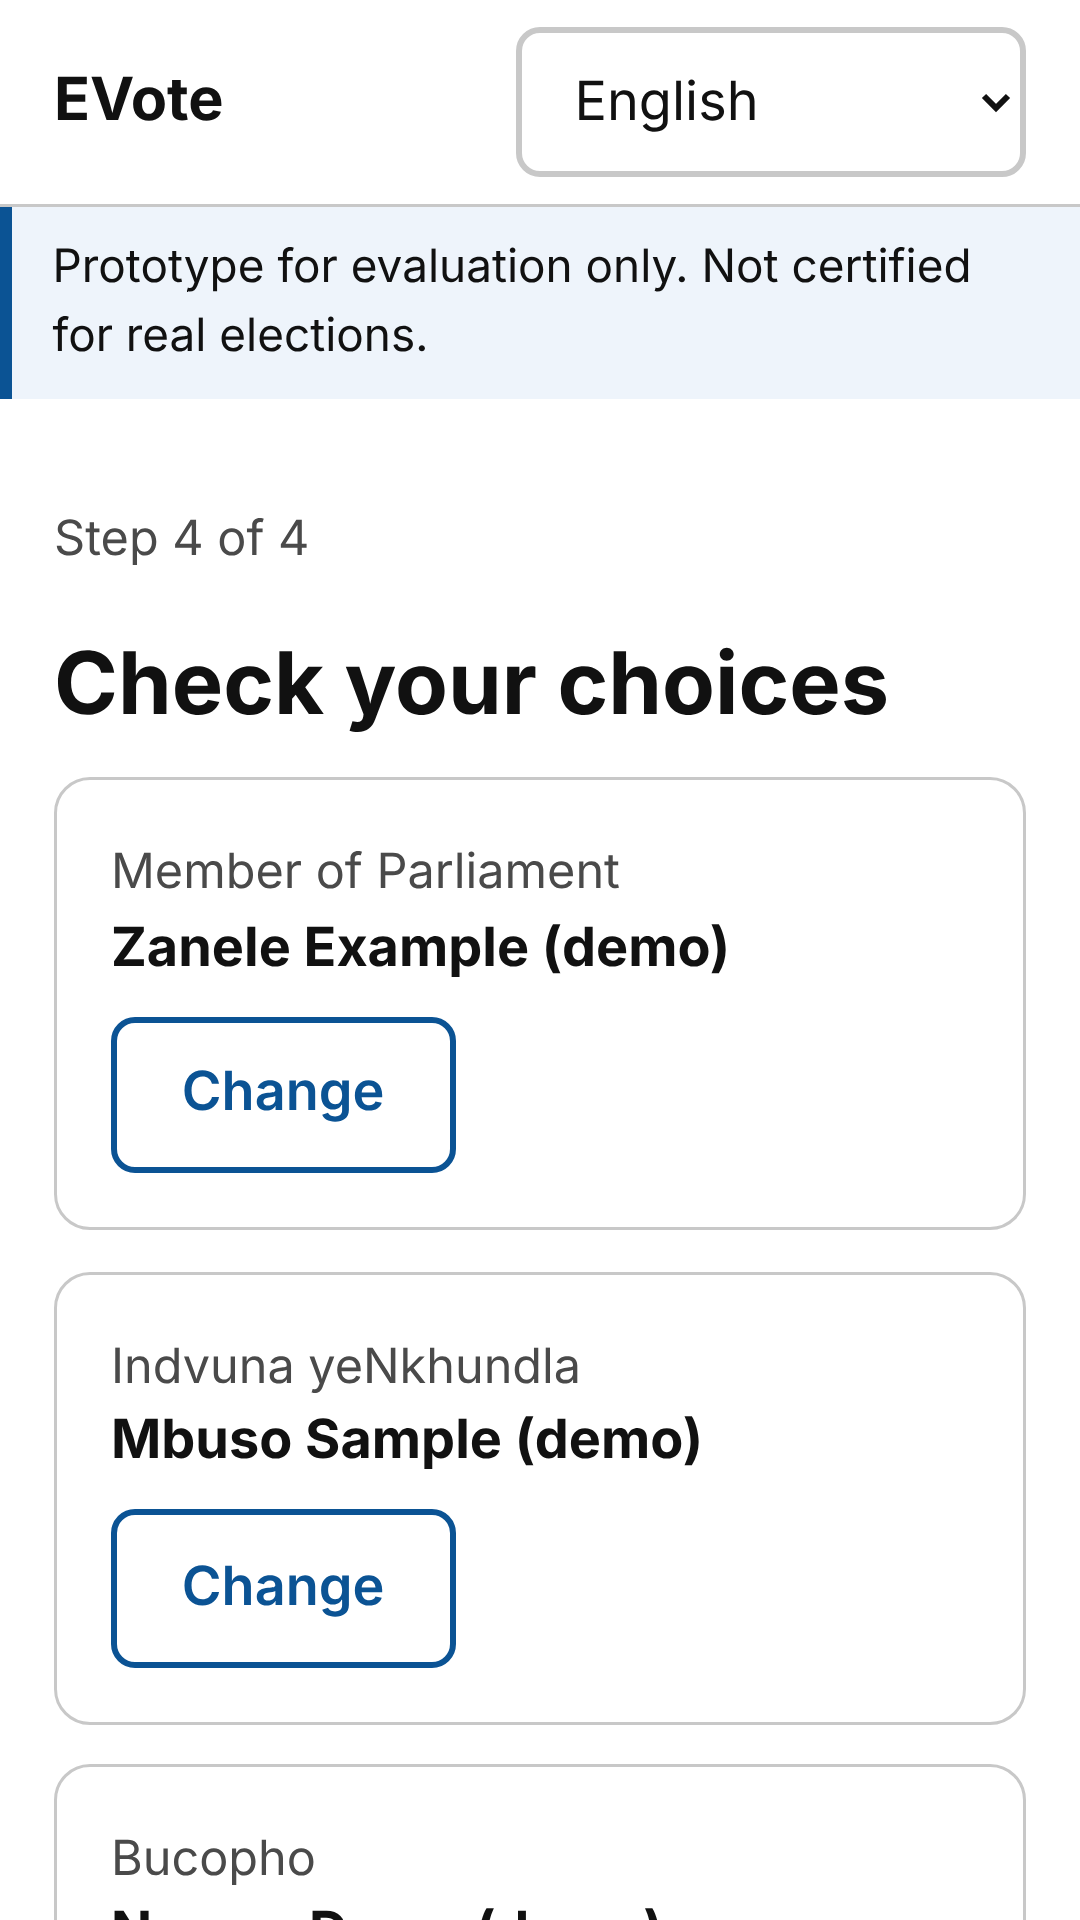 EVote
English
Prototype for evaluation only. Not certified
for real elections.
Step 4 of 4
Check your choices
Member of Parliament
Zanele Example (demo)
Change
Indvuna yeNkhundla
Mbuso Sample (demo)
Change
Bucopho